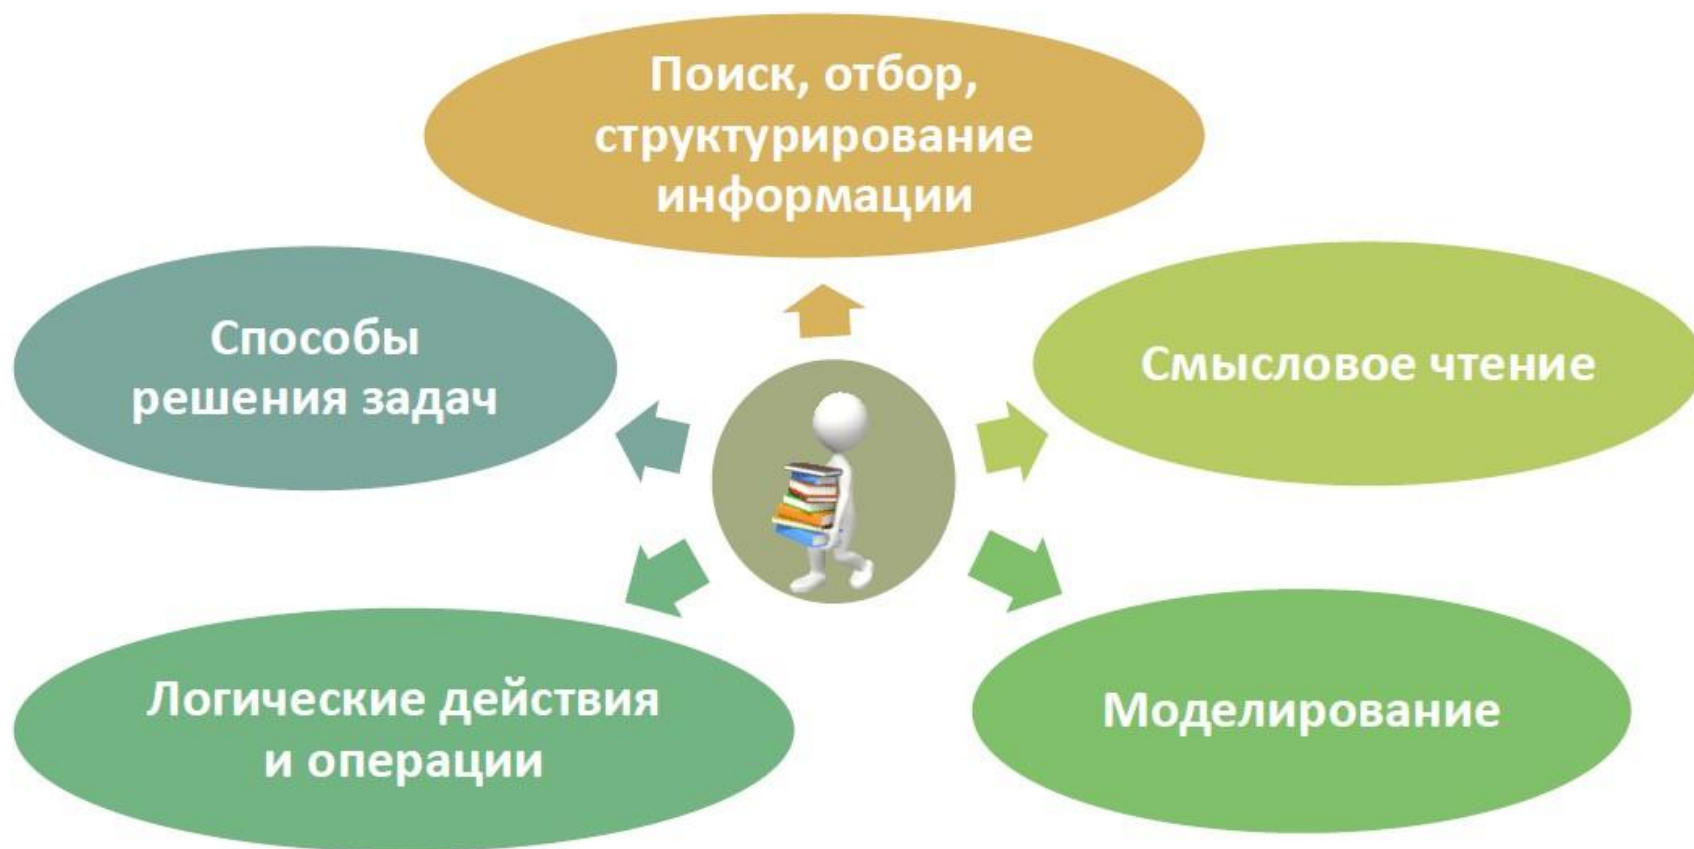 Поиск, отбор,
структурирование
информации
Способы
решения задач
Смысловое чтение
Логические действия
и операции
Моделирование